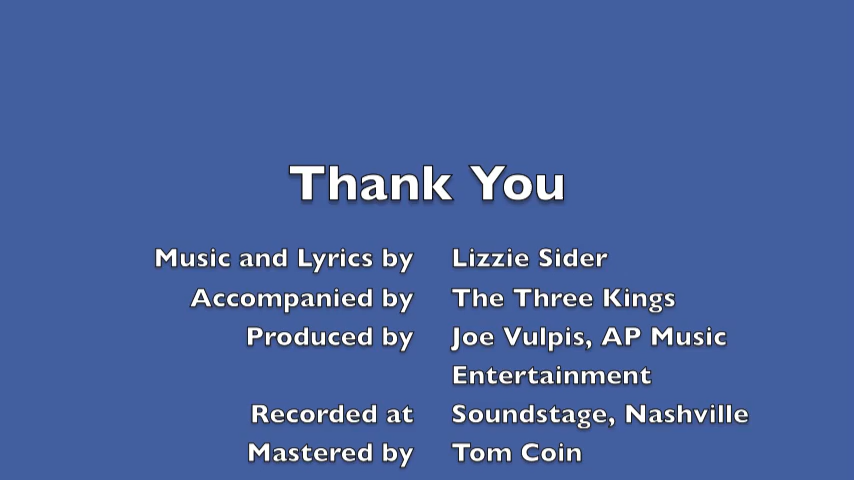 Thank You
Music and Lyrics by Lizzie Sider
Accompanied by The Three Kings
Produced by Joe Vulpis, AP Music
Entertainment
Recorded at Soundstage, Nashville
Mastered by Tom Coin